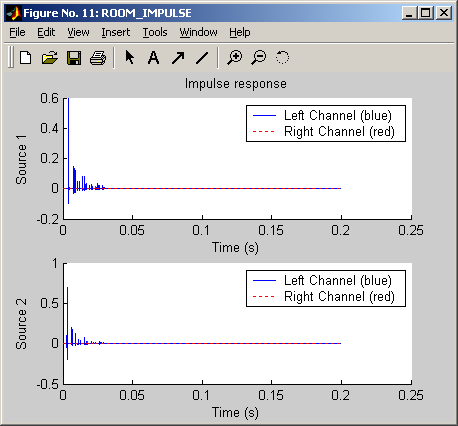 Figure No. 11: ROOM_IMPULSE
File Edit View Insert Tools Window Help
A
Impulse response
0.6
0.4
0.2
0
-0.2
Source 1
Left Channel (blue)
Right Channel (red)
0 0.05 0.1 0.15 0.2 0.25
Time (s)
1
0.5
0
-0.5
Source 2
Left Channel (blue)
Right Channel (red)
0 0.05 0.1 0.15 0.2 0.25
Time (s)